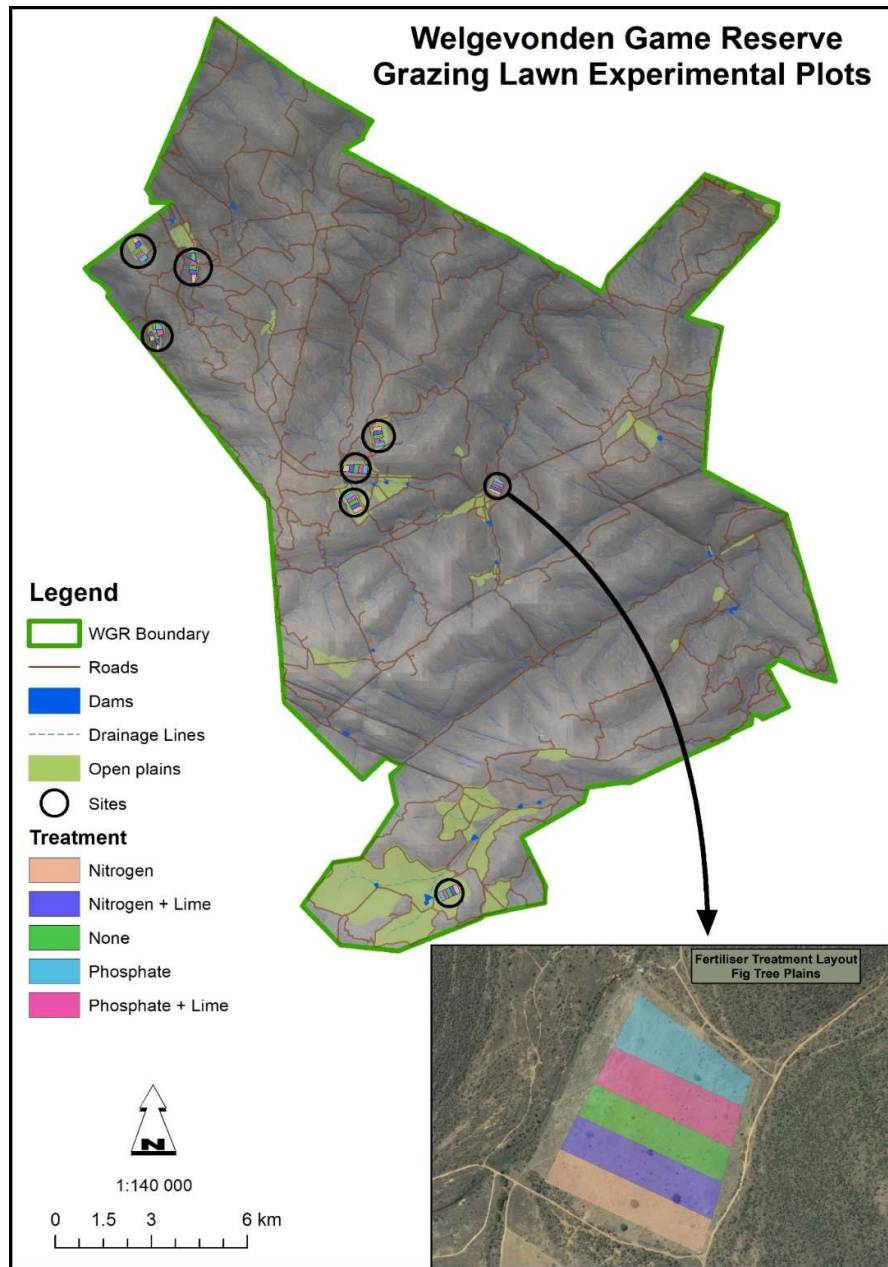 Welgevonden Game Reserve
Grazing Lawn Experimental Plots
Legend
WGR Boundary
Roads
Dams
Drainage Lines
Open plains
Sites
Treatment
Nitrogen
Nitrogen + Lime
None
Phosphate
Phosphate + Lime
N
1:140 000
0 1.5 3 6 km
Fertiliser Treatment Layout
Fig Tree Plains